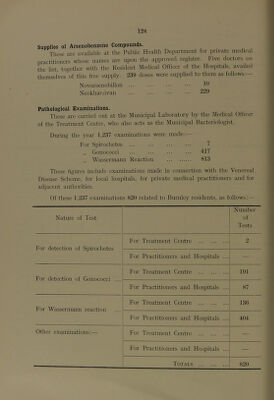 128
Supplies of Arsenobenzene Compounds.
These are available at the Public Health Department for private medical
practitioners whose names are upon the approved register. Five doctors on
the list, together with the Resident Medical Officer of the Hospitals, availed
themselves of this free supply. 239 doses were supplied to them as follows:—
Novarsenobillon ... ... ... 10
Neokharsivan ... ... ... 229
Pathological Examinations.
These are carried out at the Municipal Laboratory by the Medical Officer
of the Treatment Centre, who also acts as the Municipal Bacteriologist.
During the year 1,237 examinations were made:—
For Spirochetes ... ... ... 7
„ Gonococci ... ... ... 417
„ Wassermann Reaction ... ... 813
These figures include examinations made in connection with the Venereal
Disease Scheme, for local hospitals, for private medical practitioners and for
adjacent authorities.
Of these 1,237 examinations 820 related to Burnley residents, as follows:—
Nature of Test
Number
of
Tests
For detection of Spirochetes
For Treatment Centre ... ... ... 2
For Practitioners and Hospitals ... —
For detection of Gonococci ...
For Treatment Centre ... ... ... 191
For Practitioners and Hospitals ... 87
For Wassermann reaction ...
For Treatment Centre ... ... ... 136
For Practitioners and Hospitals ... 404
Other examinations:—
For Treatment Centre ... ... ... —
For Practitioners and Hospitals ... —
Totals ... ... ... 820